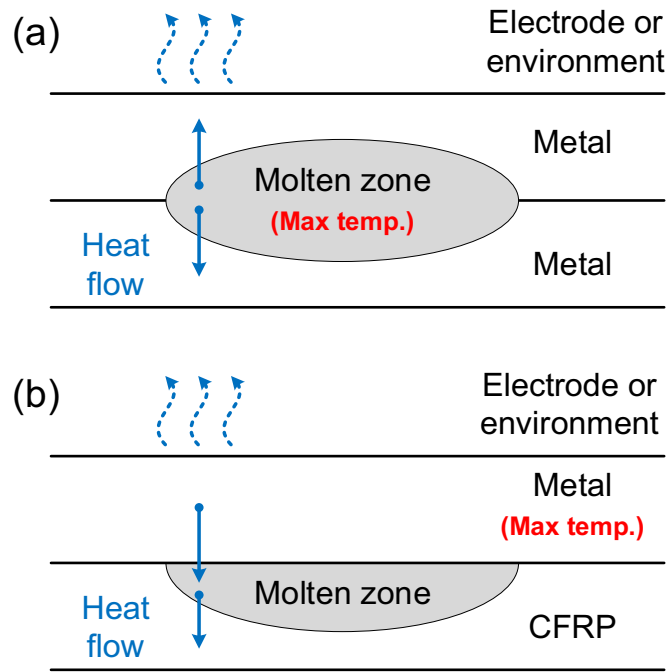 (a)
Electrode or
environment
Metal
Molten zone
(Max temp.)
Heat
flow
Metal
(b)
Electrode or
environment
Metal
(Max temp.)
Molten zone
Heat
flow
CFRP